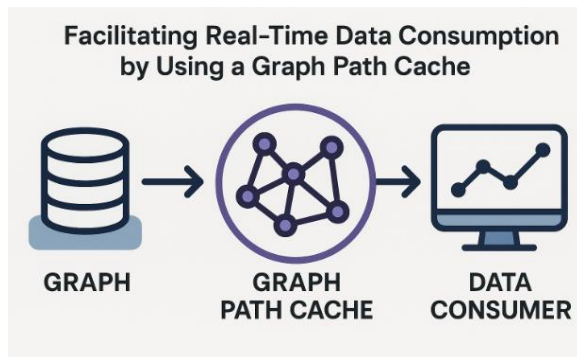 Facilitating Real-Time Data Consumption
by Using a Graph Path Cache
GRAPH
GRAPH
PATH CACHE
DATA
CONSUMER